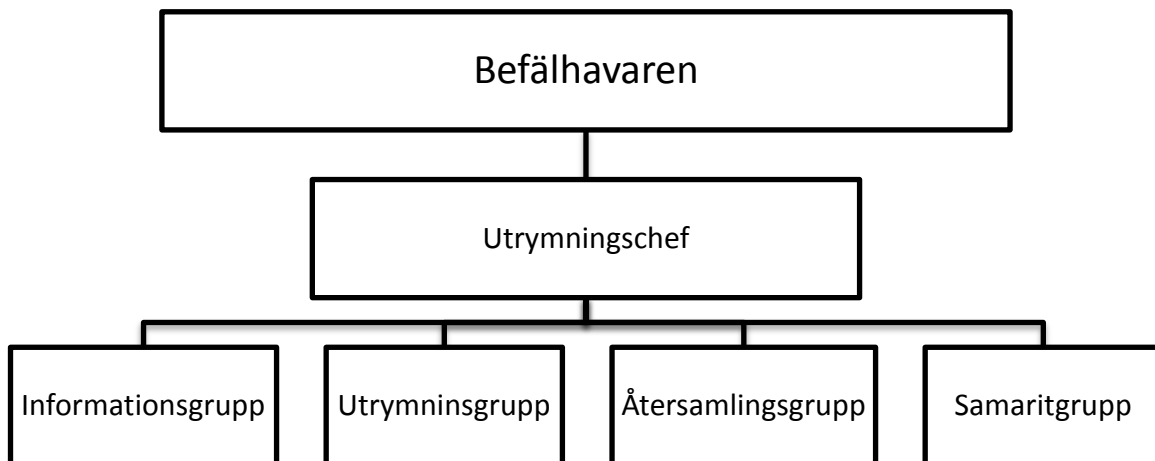 Befälhavaren
Utrymningschef
Informationsgrupp
Utrymninsgrupp
Återsamlingsgrupp
Samaritgrupp